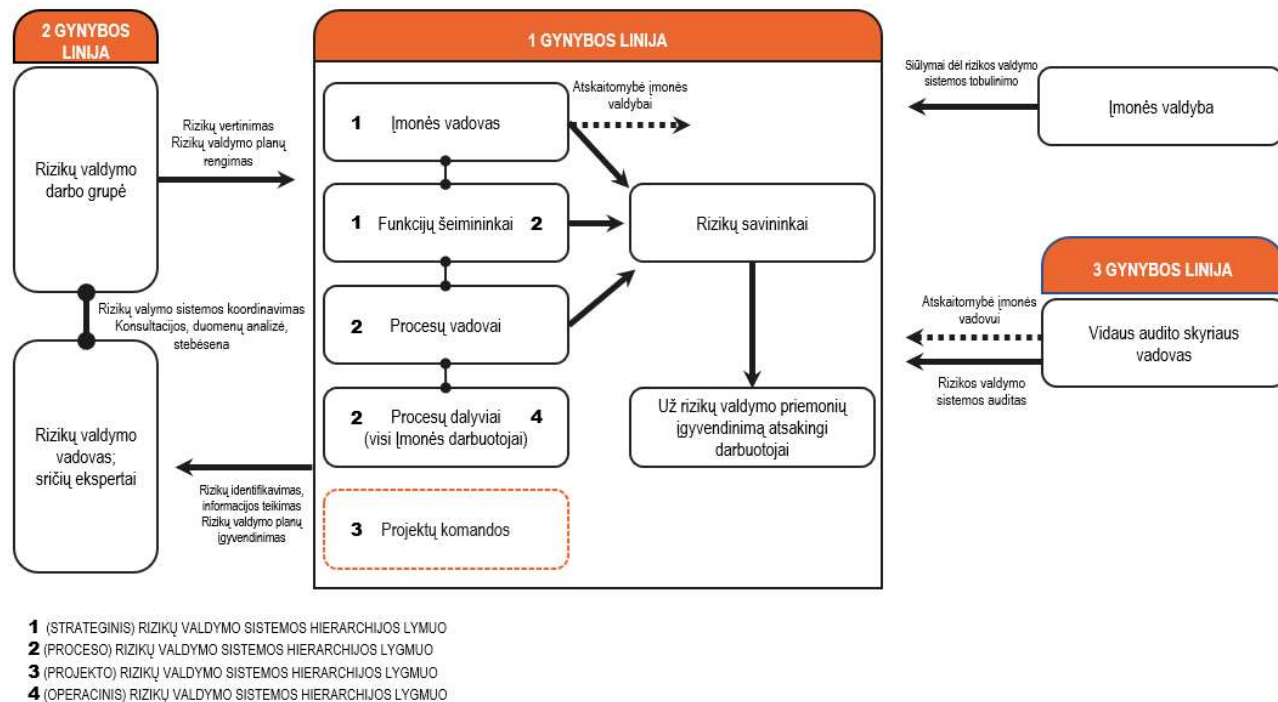 2 GYNYBOS
LINIJA
Rizikų valdymo
darbo grupė
Rizikų vertinimas
Rizikų valdymo planų
rengimas
Rizikų valymo sistemos koordinavimas
Konsultacijos, duomenų analizė,
stebėsena
Rizikų valdymo
vadovas;
sričių ekspertai
Rizikų identifikavimas,
informacijos teikimas
Rizikų valdymo planų
įgyvendinimas
1 GYNYBOS LINIJA
1 Įmonės vadovas
Atskaitomybė įmonės
valdybai
1 Funkcijų šeimininkai 2
Rizikų savininkai
2 Procesų vadovai
2 Procesų dalyviai 4
(visi Įmonės darbuotojai)
Už rizikų valdymo priemonių
įgyvendinimą atsakingi
darbuotojai
3 Projektų komandos
Siūlymai dėl rizikos valdymo
sistemos tobulinimo
Įmonės valdyba
3 GYNYBOS LINIJA
Atskaitomybė įmonės
vadovui
Vidaus audito skyriaus
vadovas
Rizikos valdymo
sistemos auditas
1 (STRATEGINIS) RIZIKŲ VALDYMO SISTEMOS HIERARCHIJOS LYMUO
2 (PROCESO) RIZIKŲ VALDYMO SISTEMOS HIERARCHIJOS LYGMUO
3 (PROJEKTO) RIZIKŲ VALDYMO SISTEMOS HIERARCHIJOS LYGMUO
4 (OPERACINIS) RIZIKŲ VALDYMO SISTEMOS HIERARCHIJOS LYGMUO